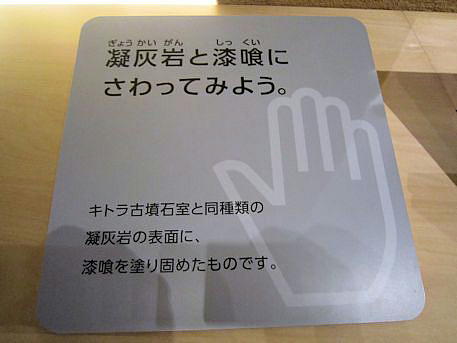 ぎょうかいがん しっくい
凝灰岩と漆喰に
さわってみよう。
キトラ古墳石室と同種類の
凝灰岩の表面に、
漆喰を塗り固めたものです。